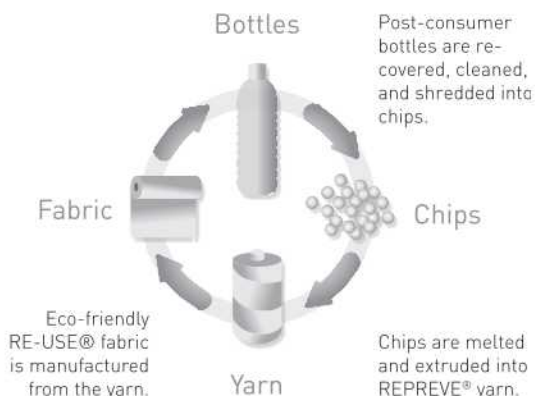 Bottles
Post-consumer
bottles are re-
covered, cleaned,
and shredded into
chips.
Fabric
Chips
Eco-friendly
RE-USE® fabric
is manufactured
from the yarn.
Yarn
Chips are melted
and extruded into
REPREVE® yarn.